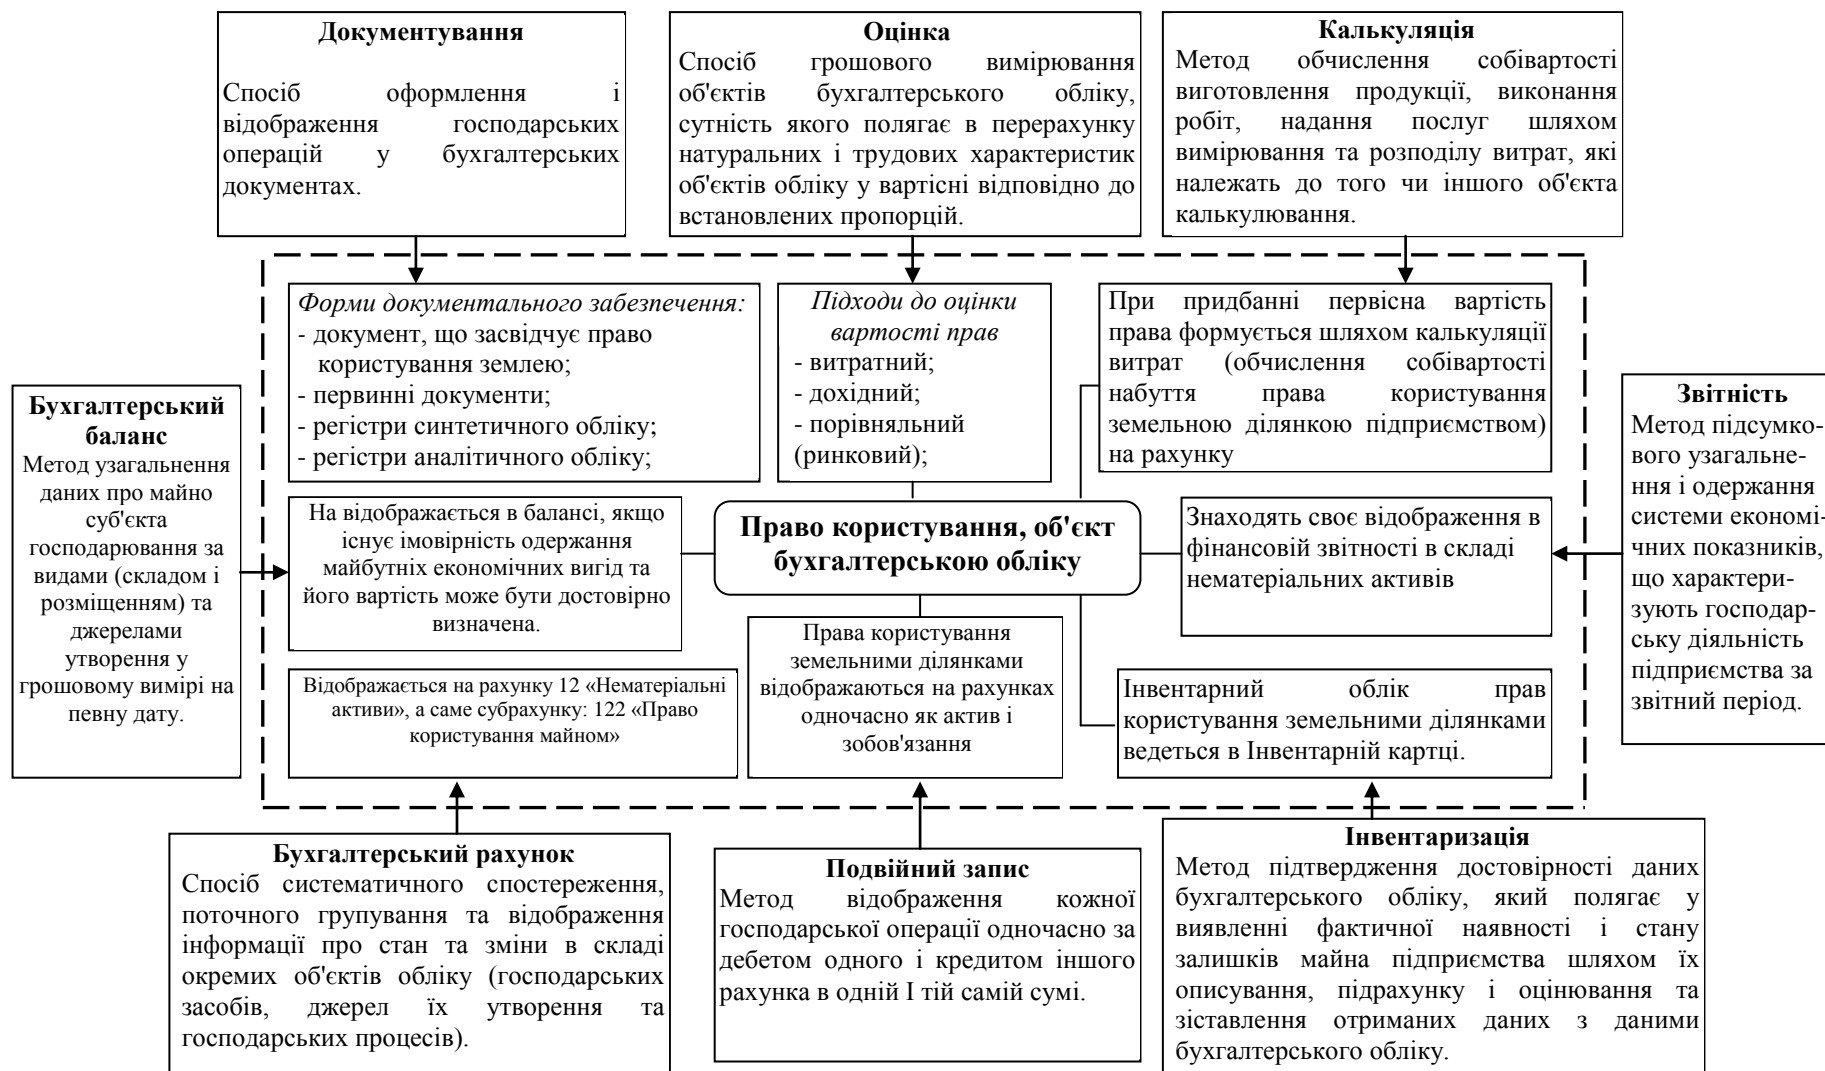 Документування
Спосіб оформлення і
відображення господарських
операцій у бухгалтерських
документах.
Оцінка
Спосіб грошового вимірювання
об'єктів бухгалтерського обліку,
сутність якого полягає в перерахунку
натуральних і трудових характеристик
об'єктів обліку у вартісні відповідно до
встановлених пропорцій.
Калькуляція
Метод обчислення собівартості
виготовлення продукції, виконання
робіт, надання послуг шляхом
вимірювання та розподілу витрат, які
належать до того чи іншого об'єкта
калькулювання.
Форми документального забезпечення:
- документ, що засвідчує право
користування землею;
- первинні документи;
- регістри синтетичного обліку;
- регістри аналітичного обліку;
Підходи до оцінки
вартості прав
- витратний;
- дохідний;
- порівняльний
(ринковий);
При придбанні первісна вартість
права формується шляхом калькуляції
витрат (обчислення собівартості
набуття права користування
земельною ділянкою підприємством)
на рахунку
Бухгалтерський
баланс
Метод узагальнення
даних про майно
суб'єкта
господарювання за
видами (складом і
розміщенням) та
джерелами
утворення у
грошовому вимірі на
певну дату.
На відображається в балансі, якщо
існує імовірність одержання
майбутніх економічних вигід та
його вартість може бути достовірно
визначена.
Право користування, об'єкт
бухгалтерською обліку
Знаходять своє відображення в
фінансовій звітності в складі
нематеріальних активів
Звітність
Метод підсумко-
вого узагальне-
ння і одержання
системи економі-
чних показників,
що характери-
зують господар-
ську діяльність
підприємства за
звітний період.
Відображається на рахунку 12 «Нематеріальні
активи», а саме субрахунку: 122 «Право
користування майном»
Права користування
земельними ділянками
відображаються на рахунках
одночасно як актив і
зобов'язання
Інвентарний облік прав
користування земельними ділянками
ведеться в Інвентарній картці.
Бухгалтерський рахунок
Спосіб систематичного спостереження,
поточного групування та відображення
інформації про стан та зміни в складі
окремих об'єктів обліку (господарських
засобів, джерел їх утворення та
господарських процесів).
Подвійний запис
Метод відображення кожної
господарської операції одночасно за
дебетом одного і кредитом іншого
рахунка в одній І тій самій сумі.
Інвентаризація
Метод підтвердження достовірності даних
бухгалтерського обліку, який полягає у
виявленні фактичної наявності і стану
залишків майна підприємства шляхом їх
описування, підрахунку і оцінювання та
зіставлення отриманих даних з даними
бухгалтерського обліку.